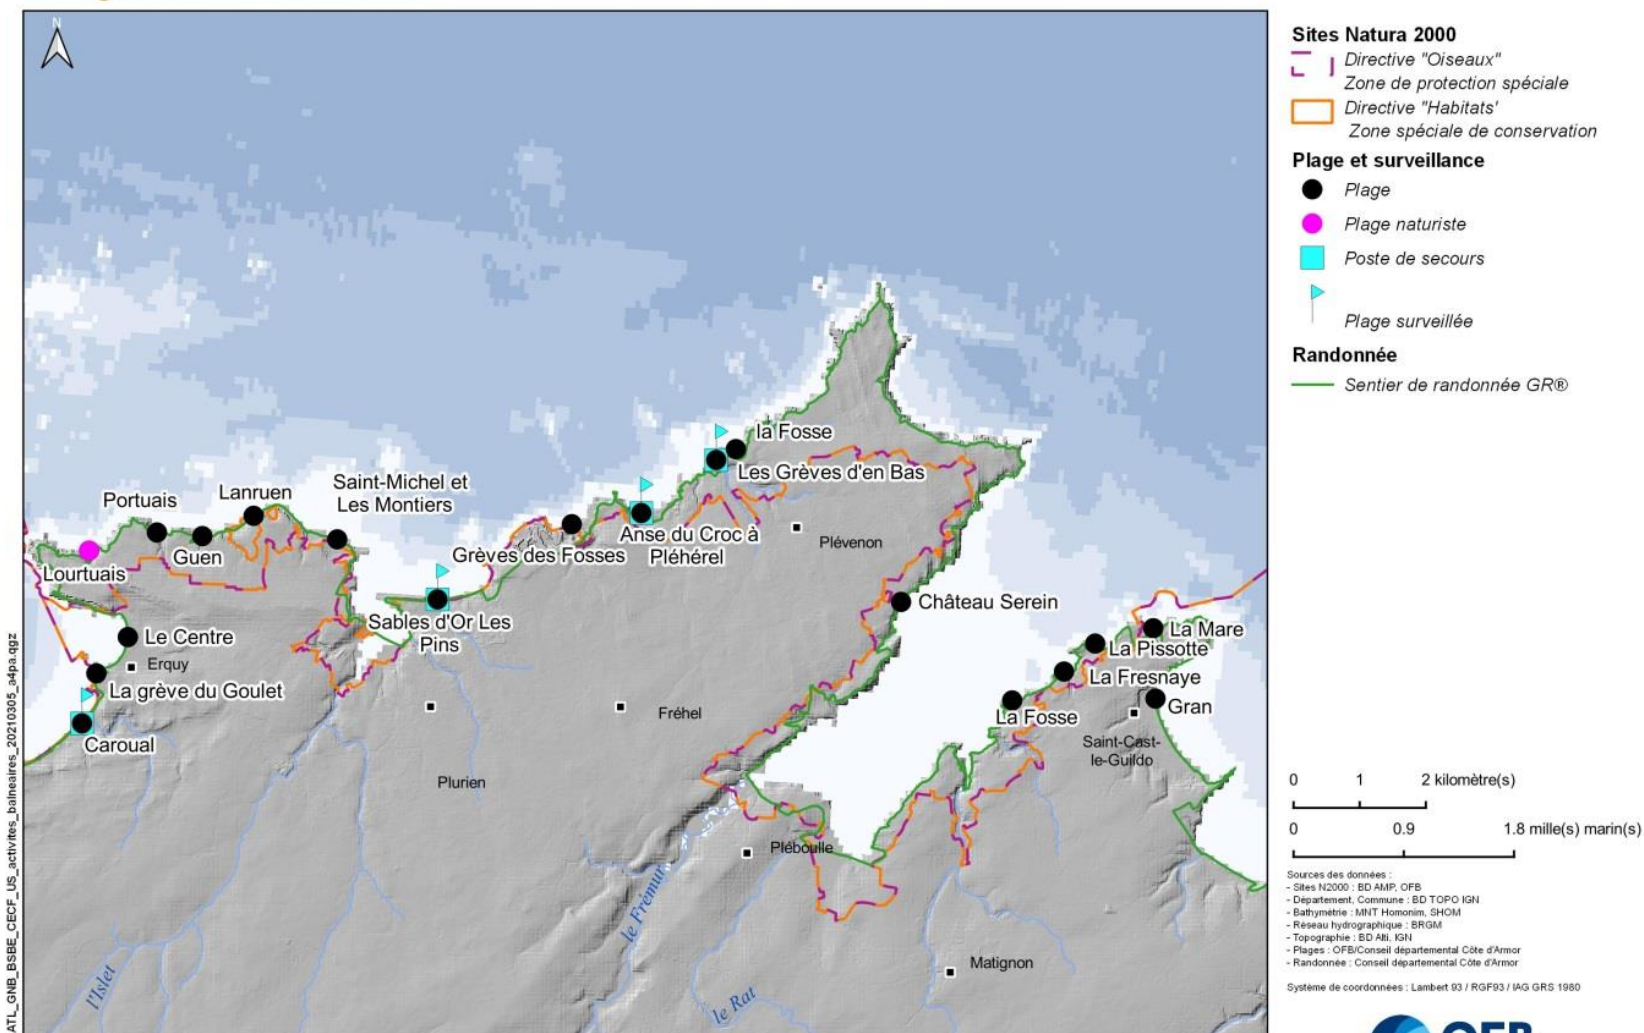 N
Sites Natura 2000
Directive "Oiseaux"
Zone de protection spéciale
Directive "Habitats'
Zone spéciale de conservation
Plage et surveillance
Plage
Plage naturiste
Poste de secours
Plage surveillée
Randonnée
Sentier de randonnée GR®
la Fosse
Les Grèves d'en Bas
Saint-Michel et
Les Montiers
Lanruen
Portuais
Guen
Lourtuais
Grèves des Fosses
Anse du Croc à
Pléhérel
Plévenon
Château Serein
Sables d'Or Les
Pins
Le Centre
Erquy
La grève du Goulet
Caroual
La Mare
La Pissotte
La Fresnaye
La Fosse
Gran
Saint-Cast-
le-Guildo
Fréhel
Plurien
Pléboulle
Matignon
le Frémur
le Rat
l'Islet
0 1 2 kilomètre(s)
0 0.9 1.8 mille(s) marin(s)
Sources des données :
- Sites N2000 : BD AMP, OFB
- Département, Commune : BD TOPO IGN
- Bathymétrie : MNT Homonim, SHOM
- Réseau hydrographique : BRGM
- Topographie : BD Alti, IGN
- Plages : OFB/Conseil départemental Côte d'Armor
- Randonnée : Conseil départemental Côte d'Armor
Système de coordonnées : Lambert 93 / RGF93 / IAG GRS 1980
ATL_GNB_BSBE_CECF_US_activites_balneaires_20210305_a4pa.qgz
OFB